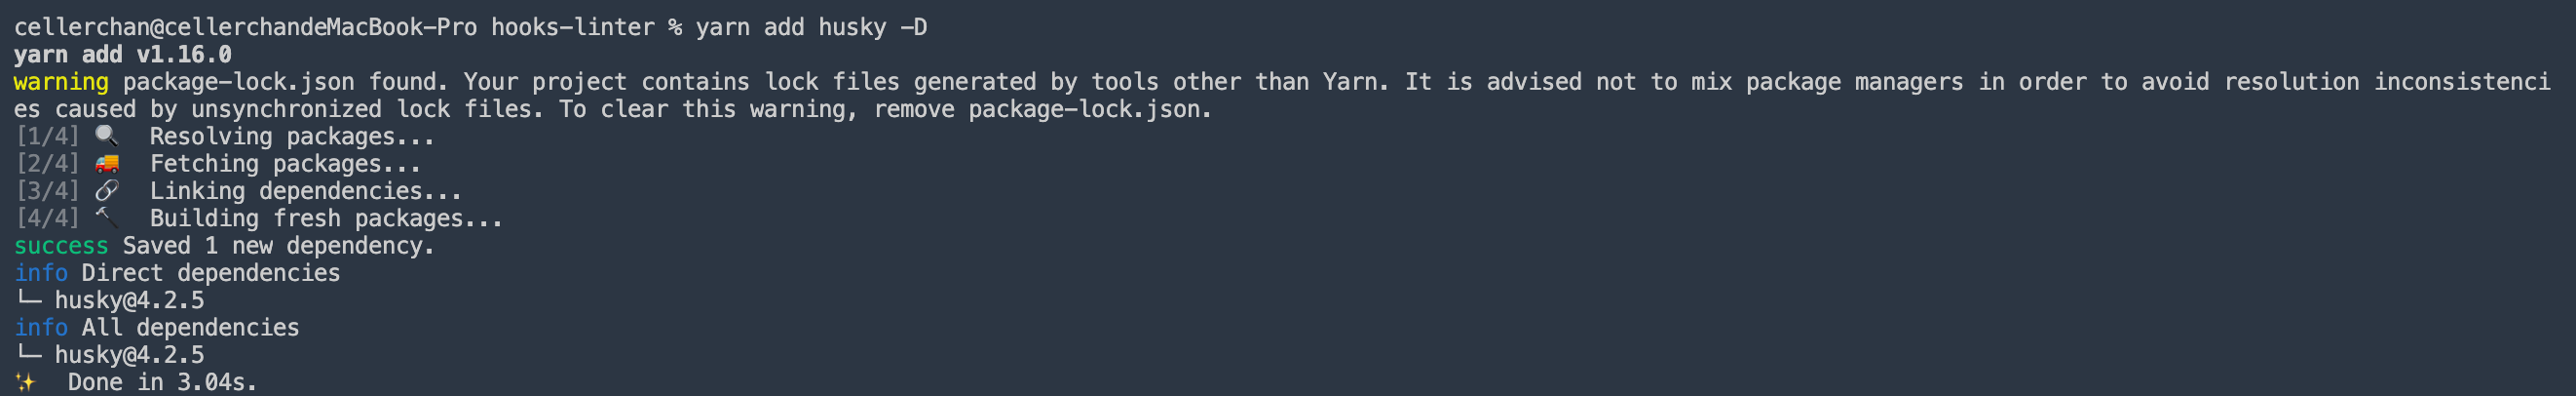 cellerchan@cellerchandeMacBook-Pro hooks-linter % yarn add husky -D
yarn add v1.16.0
warning package-lock.json found. Your project contains lock files generated by tools other than Yarn. It is advised not to mix package managers in order to avoid resolution inconsistenci
es caused by unsynchronized lock files. To clear this warning, remove package-lock.json.
[1/4] 🔍  Resolving packages...
[2/4] 🚚  Fetching packages...
[3/4] 🔗  Linking dependencies...
[4/4] 🔨  Building fresh packages...
success Saved 1 new dependency.
info Direct dependencies
└─ husky@4.2.5
info All dependencies
└─ husky@4.2.5
✨  Done in 3.04s.